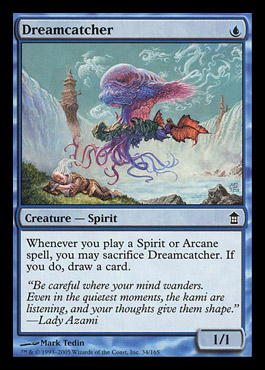 Dreamcatcher
Creature — Spirit
Whenever you play a Spirit or Arcane
spell, you may sacrifice Dreamcatcher. If
you do, draw a card.
"Be careful where your mind wanders.
Even in the quietest moments, the kami are
listening, and your thoughts give them shape."
—Lady Azami
Mark Tedin
™ & © 1993–2005 Wizards of the Coast, Inc. 34/165
1/1